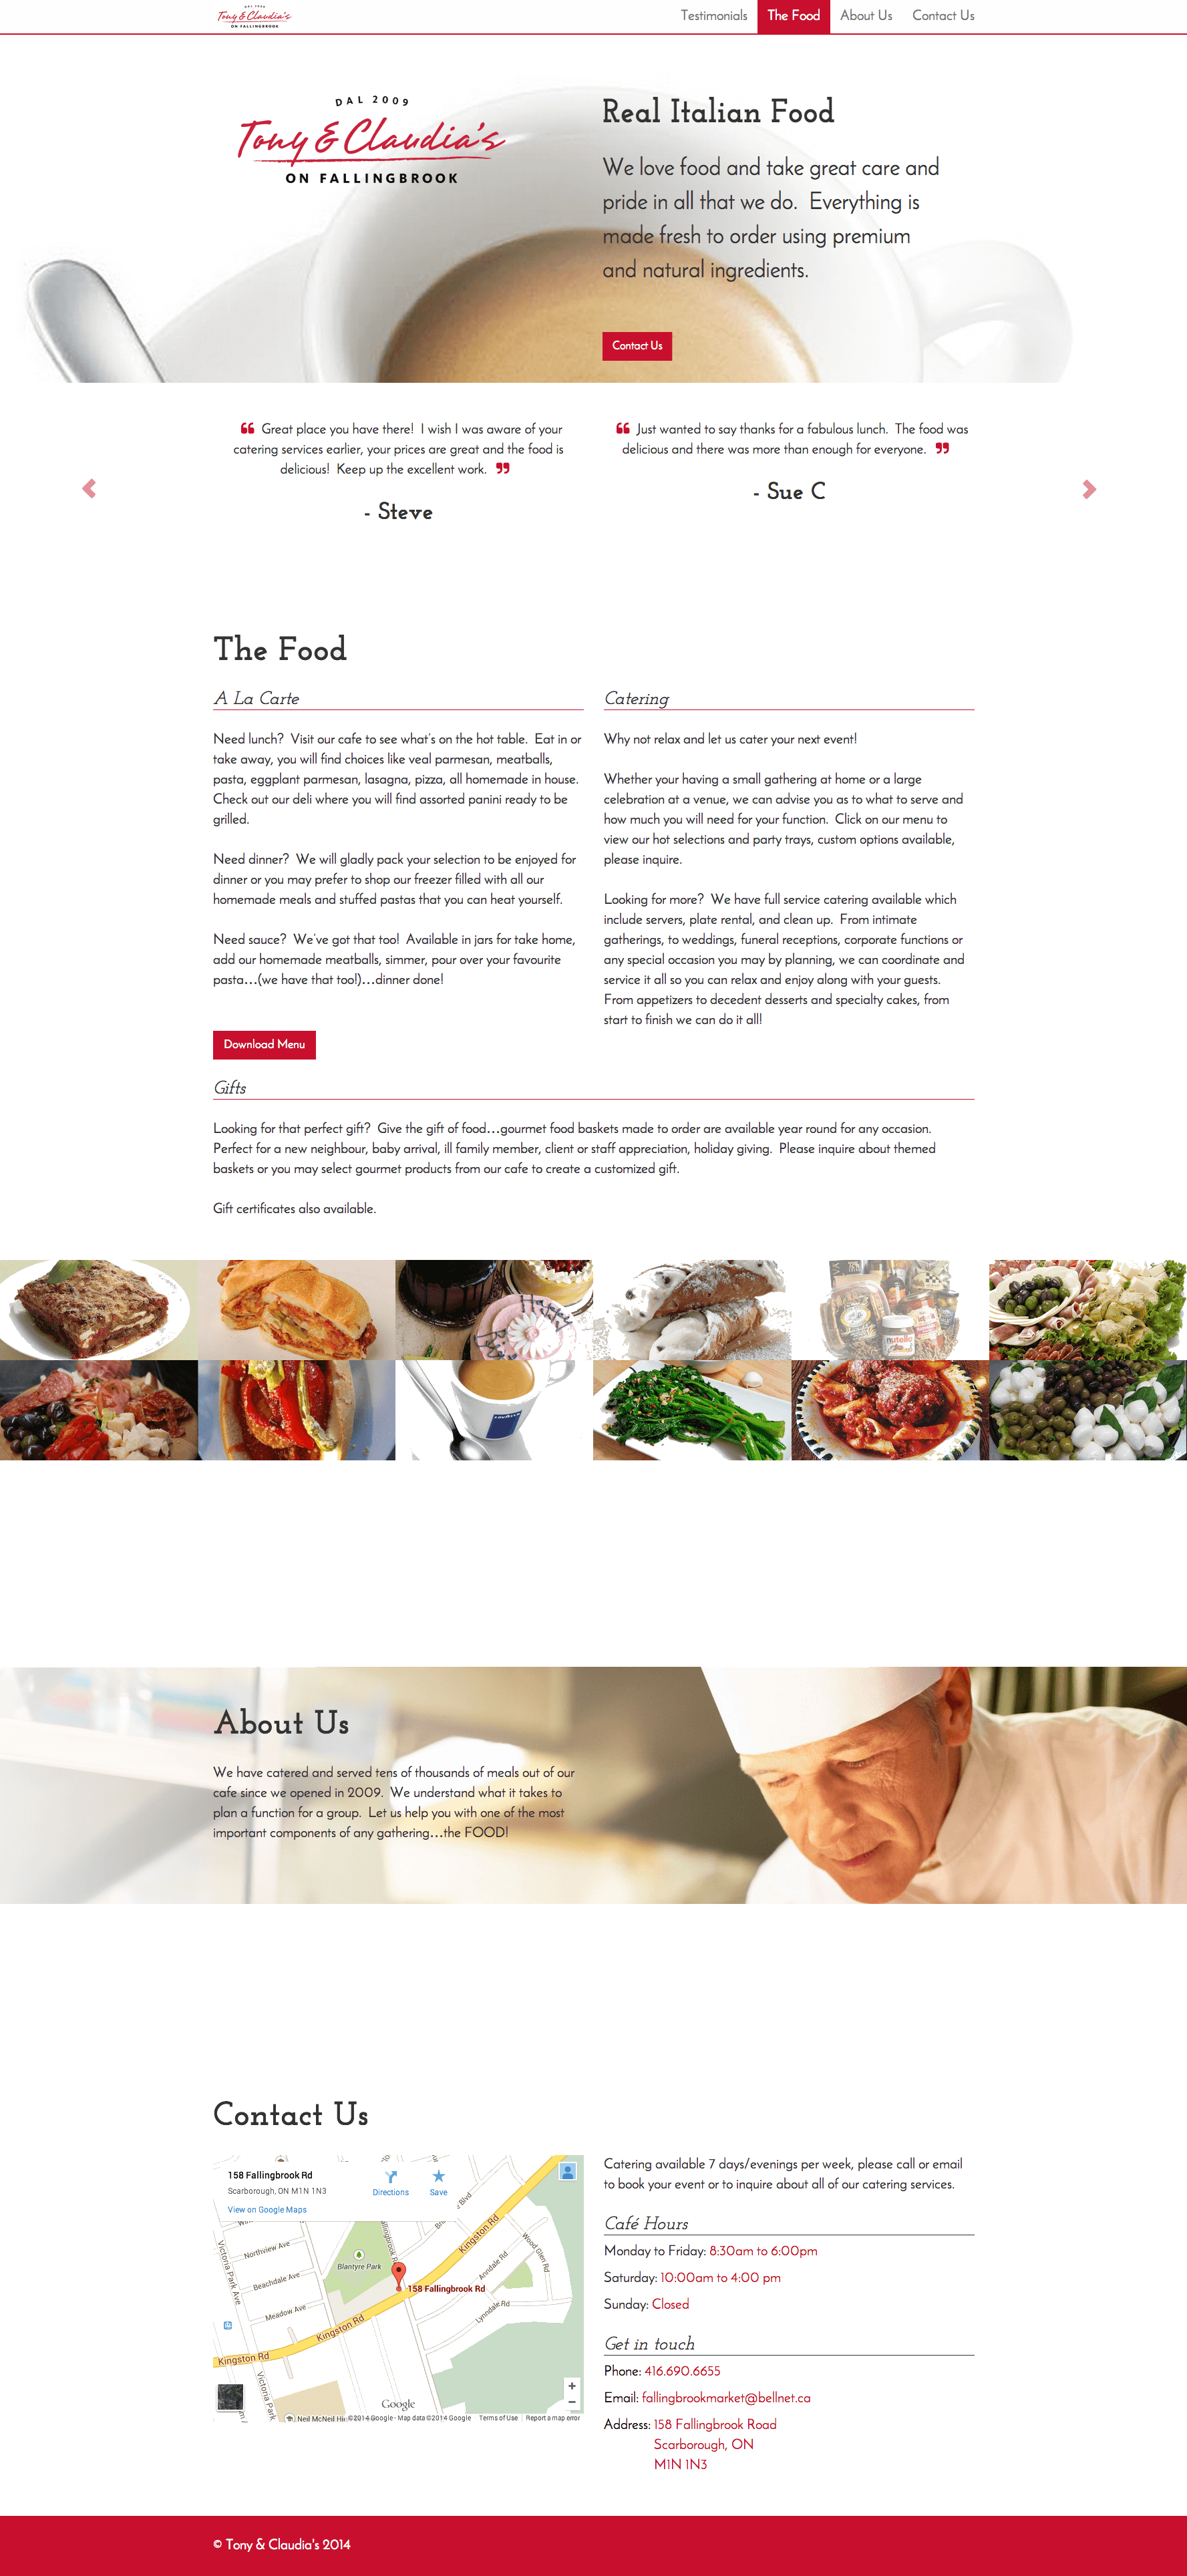 DAL 2009
Tony & Claudia's
ON FALLINGBROOK
Testimonials The Food About Us Contact Us
DAL 2009
Tony & Claudia's
ON FALLINGBROOK
Real Italian Food
We love food and take great care and
pride in all that we do. Everything is
made fresh to order using premium
and natural ingredients.
Contact Us
“ Great place you have there! I wish I was aware of your
catering services earlier, your prices are great and the food is
delicious! Keep up the excellent work. ”
- Steve
“ Just wanted to say thanks for a fabulous lunch. The food was
delicious and there was more than enough for everyone. ”
- Sue C
The Food
A La Carte
Need lunch? Visit our cafe to see what's on the hot table. Eat in or
take away, you will find choices like veal parmesan, meatballs,
pasta, eggplant parmesan, lasagna, pizza, all homemade in house.
Check out our deli where you will find assorted panini ready to be
grilled.
Need dinner? We will gladly pack your selection to be enjoyed for
dinner or you may prefer to shop our freezer filled with all our
homemade meals and stuffed pastas that you can heat yourself.
Need sauce? We've got that too! Available in jars for take home,
add our homemade meatballs, simmer, pour over your favourite
pasta…(we have that too!)…dinner done!
Download Menu
Catering
Why not relax and let us cater your next event!
Whether your having a small gathering at home or a large
celebration at a venue, we can advise you as to what to serve and
how much you will need for your function. Click on our menu to
view our hot selections and party trays, custom options available,
please inquire.
Looking for more? We have full service catering available which
include servers, plate rental, and clean up. From intimate
gatherings, to weddings, funeral receptions, corporate functions or
any special occasion you may by planning, we can coordinate and
service it all so you can relax and enjoy along with your guests.
From appetizers to decedent desserts and specialty cakes, from
start to finish we can do it all!
Gifts
Looking for that perfect gift? Give the gift of food…gourmet food baskets made to order are available year round for any occasion.
Perfect for a new neighbour, baby arrival, ill family member, client or staff appreciation, holiday giving. Please inquire about themed
baskets or you may select gourmet products from our cafe to create a customized gift.
Gift certificates also available.
nutella
LAVAZZA
About Us
We have catered and served tens of thousands of meals out of our
cafe since we opened in 2009. We understand what it takes to
plan a function for a group. Let us help you with one of the most
important components of any gathering…the FOOD!
Contact Us
158 Fallingbrook Rd
Scarborough, ON M1N 1N3
View on Google Maps
Directions
Save
Kingston Rd
Wood Glen Rd
Northview Ave
Blantyre Park
Anndale Rd
Victoria Park Ave
Beechdale Ave
158 Fallingbrook Rd
Meadow Ave
Lynndale Rd
Kingston Rd
Kingston Rd
Victoria Park
Google
Neil McNeil Hi
©2014 Google - Map data ©2014 Google Terms of Use Report a map error
Catering available 7 days/evenings per week, please call or email
to book your event or to inquire about all of our catering services.
Café Hours
Monday to Friday: 8:30am to 6:00pm
Saturday: 10:00am to 4:00 pm
Sunday: Closed
Get in touch
Phone: 416.690.6655
Email: fallingbrookmarket@bellnet.ca
Address: 158 Fallingbrook Road
Scarborough, ON
M1N 1N3
© Tony & Claudia's 2014